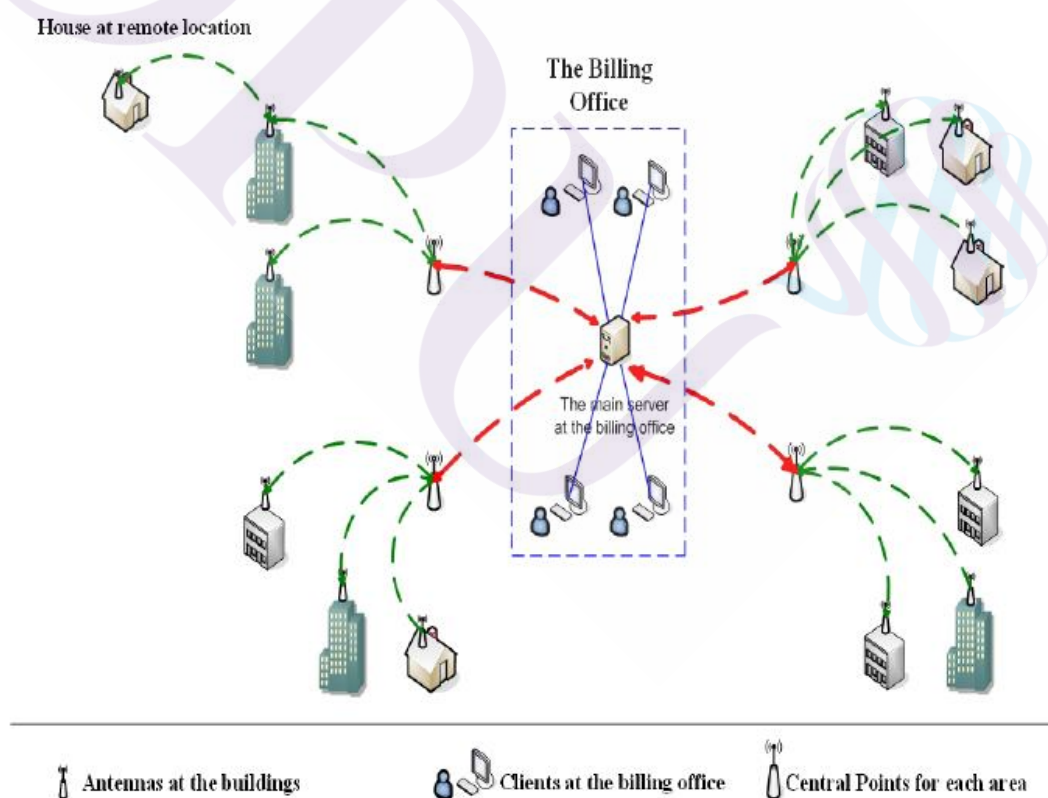 House at remote location
The Billing
Office
The main server
at the billing office
Antennas at the buildings
Clients at the billing office
Central Points for each area